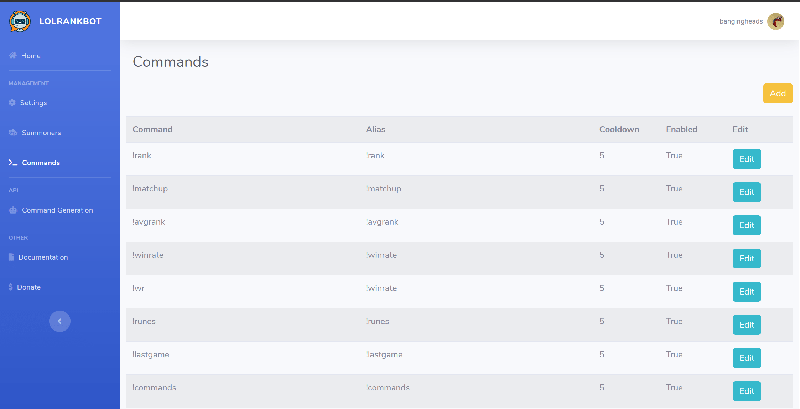 LOLRANKBOT
bangingheads
Home
MANAGEMENT
Settings
Summoners
Commands
API
Command Generation
OTHER
Documentation
Donate
Commands
Add
Command Alias Cooldown Enabled Edit
!rank !rank 5 True Edit
!matchup !matchup 5 True Edit
!avgrank !avgrank 5 True Edit
!winrate !winrate 5 True Edit
!wr !winrate 5 True Edit
!runes !runes 5 True Edit
!lastgame !lastgame 5 True Edit
!commands !commands 5 True Edit